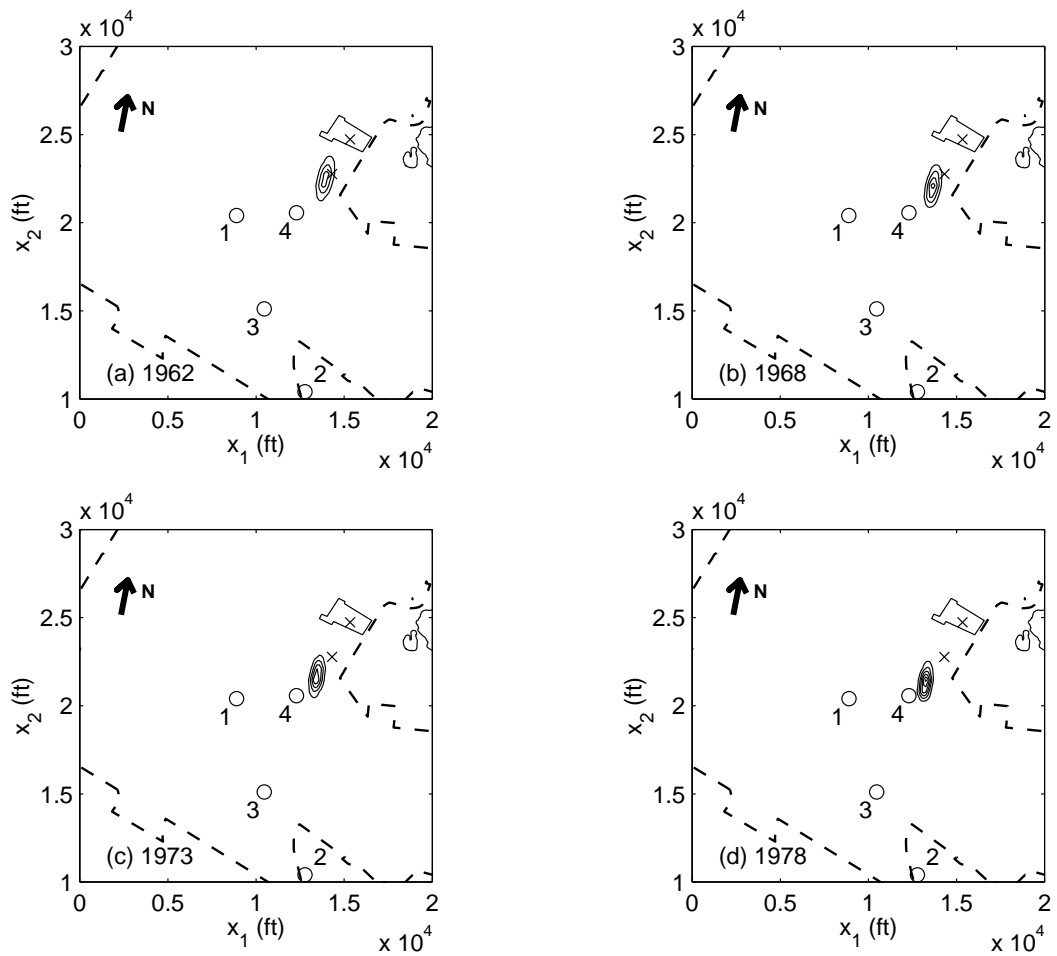 x 10^4
3
2.5
2
1.5
1
0 0.5 1 1.5 2
x 10^4
x_1 (ft)
x_2 (ft)
N
1 4
3
2
(a) 1962
x 10^4
3
2.5
2
1.5
1
0 0.5 1 1.5 2
x 10^4
x_1 (ft)
x_2 (ft)
N
1 4
3
2
(b) 1968
x 10^4
3
2.5
2
1.5
1
0 0.5 1 1.5 2
x 10^4
x_1 (ft)
x_2 (ft)
N
1 4
3
2
(c) 1973
x 10^4
3
2.5
2
1.5
1
0 0.5 1 1.5 2
x 10^4
x_1 (ft)
x_2 (ft)
N
1 4
3
2
(d) 1978